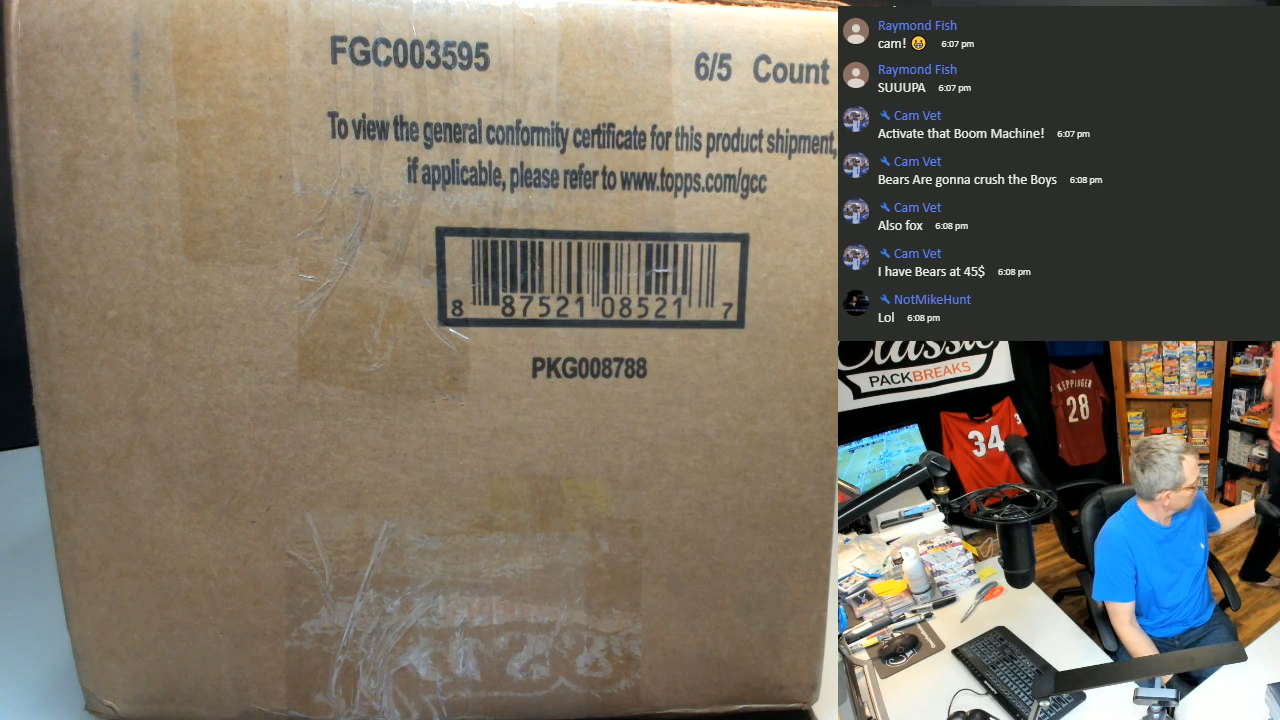 FGC003595
6/5 Count
To view the general conformity certificate for this product shipment,
if applicable, please refer to www.topps.com/gcc
8 87521 08521 7
PKG008788
Raymond Fish
cam! 😁 6:07 pm
Raymond Fish
SUUUPA 6:07 pm
Cam Vet
Activate that Boom Machine! 6:07 pm
Cam Vet
Bears Are gonna crush the Boys 6:08 pm
Cam Vet
Also fox 6:08 pm
Cam Vet
I have Bears at 45$ 6:08 pm
NotMikeHunt
Lol 6:08 pm
Classic
PACKBREAKS
KEPPINGER
28
34
3